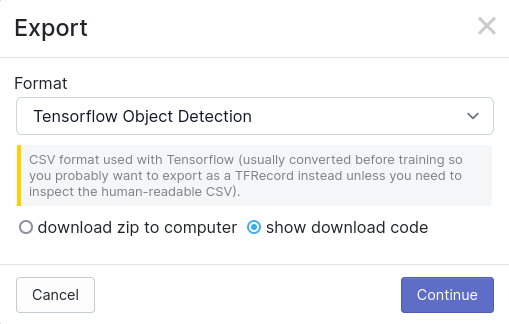 Export
Format
Tensorflow Object Detection
CSV format used with Tensorflow (usually converted before training so
you probably want to export as a TFRecord instead unless you need to
inspect the human-readable CSV).
download zip to computer show download code
Cancel Continue